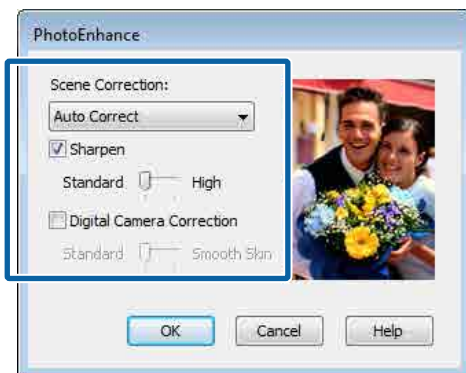 PhotoEnhance
Scene Correction:
Auto Correct
Sharpen
Standard High
Digital Camera Correction
Standard Smooth Skin
OK Cancel Help